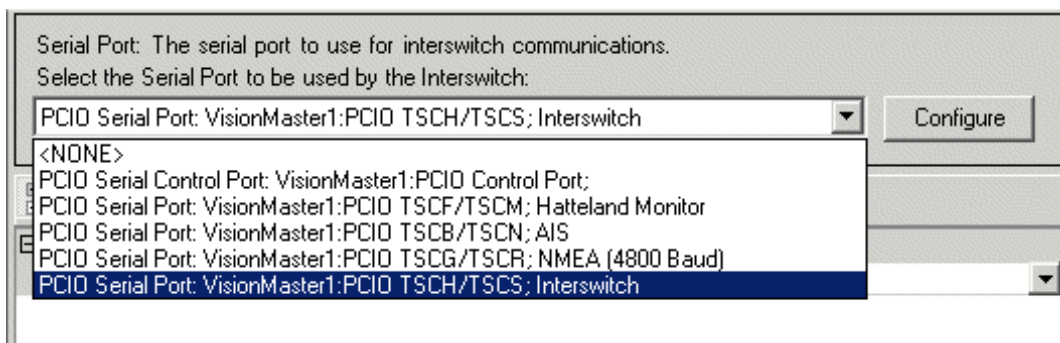 Serial Port: The serial port to use for interswitch communications.
Select the Serial Port to be used by the Interswitch:
PCIO Serial Port: VisionMaster1:PCIO TSCH/TSCS; Interswitch
Configure
<NONE>
PCIO Serial Control Port: VisionMaster1:PCIO Control Port;
PCIO Serial Port: VisionMaster1:PCIO TSCF/TSCM; Hatteland Monitor
PCIO Serial Port: VisionMaster1:PCIO TSCB/TSCN; AIS
PCIO Serial Port: VisionMaster1:PCIO TSCG/TSCR; NMEA (4800 Baud)
PCIO Serial Port: VisionMaster1:PCIO TSCH/TSCS; Interswitch